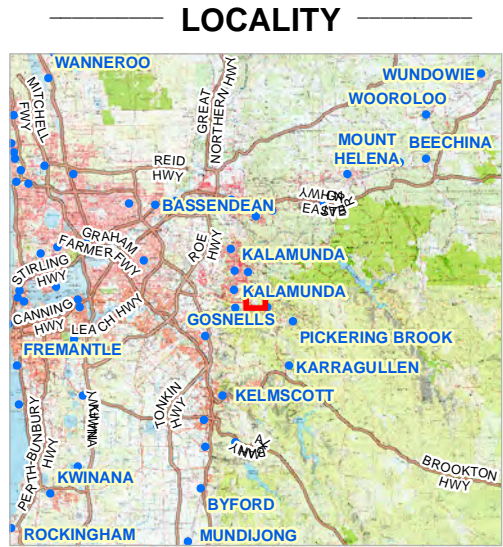 LOCALITY
WANNEROO
WUNDOWIE
MITCHELL
FWY
GREAT
NORTHERN HWY
WOOROLOO
MOUNT
HELENA
BEECHINA
REID
HWY
BASSENDEAN
ROE
HWY
GRAHAM
FARMER FWY
STIRLING
HWY
KALAMUNDA
KALAMUNDA
CANNING
HWY
LEACH HWY
GOSNELLS
PICKERING BROOK
FREMANTLE
KARRAGULLEN
KELMSCOTT
TONKIN
HWY
PERTH-BUNBURY
HWY
KWINANA
BROOKTON
HWY
BYFORD
ROCKINGHAM
MUNDIJONG